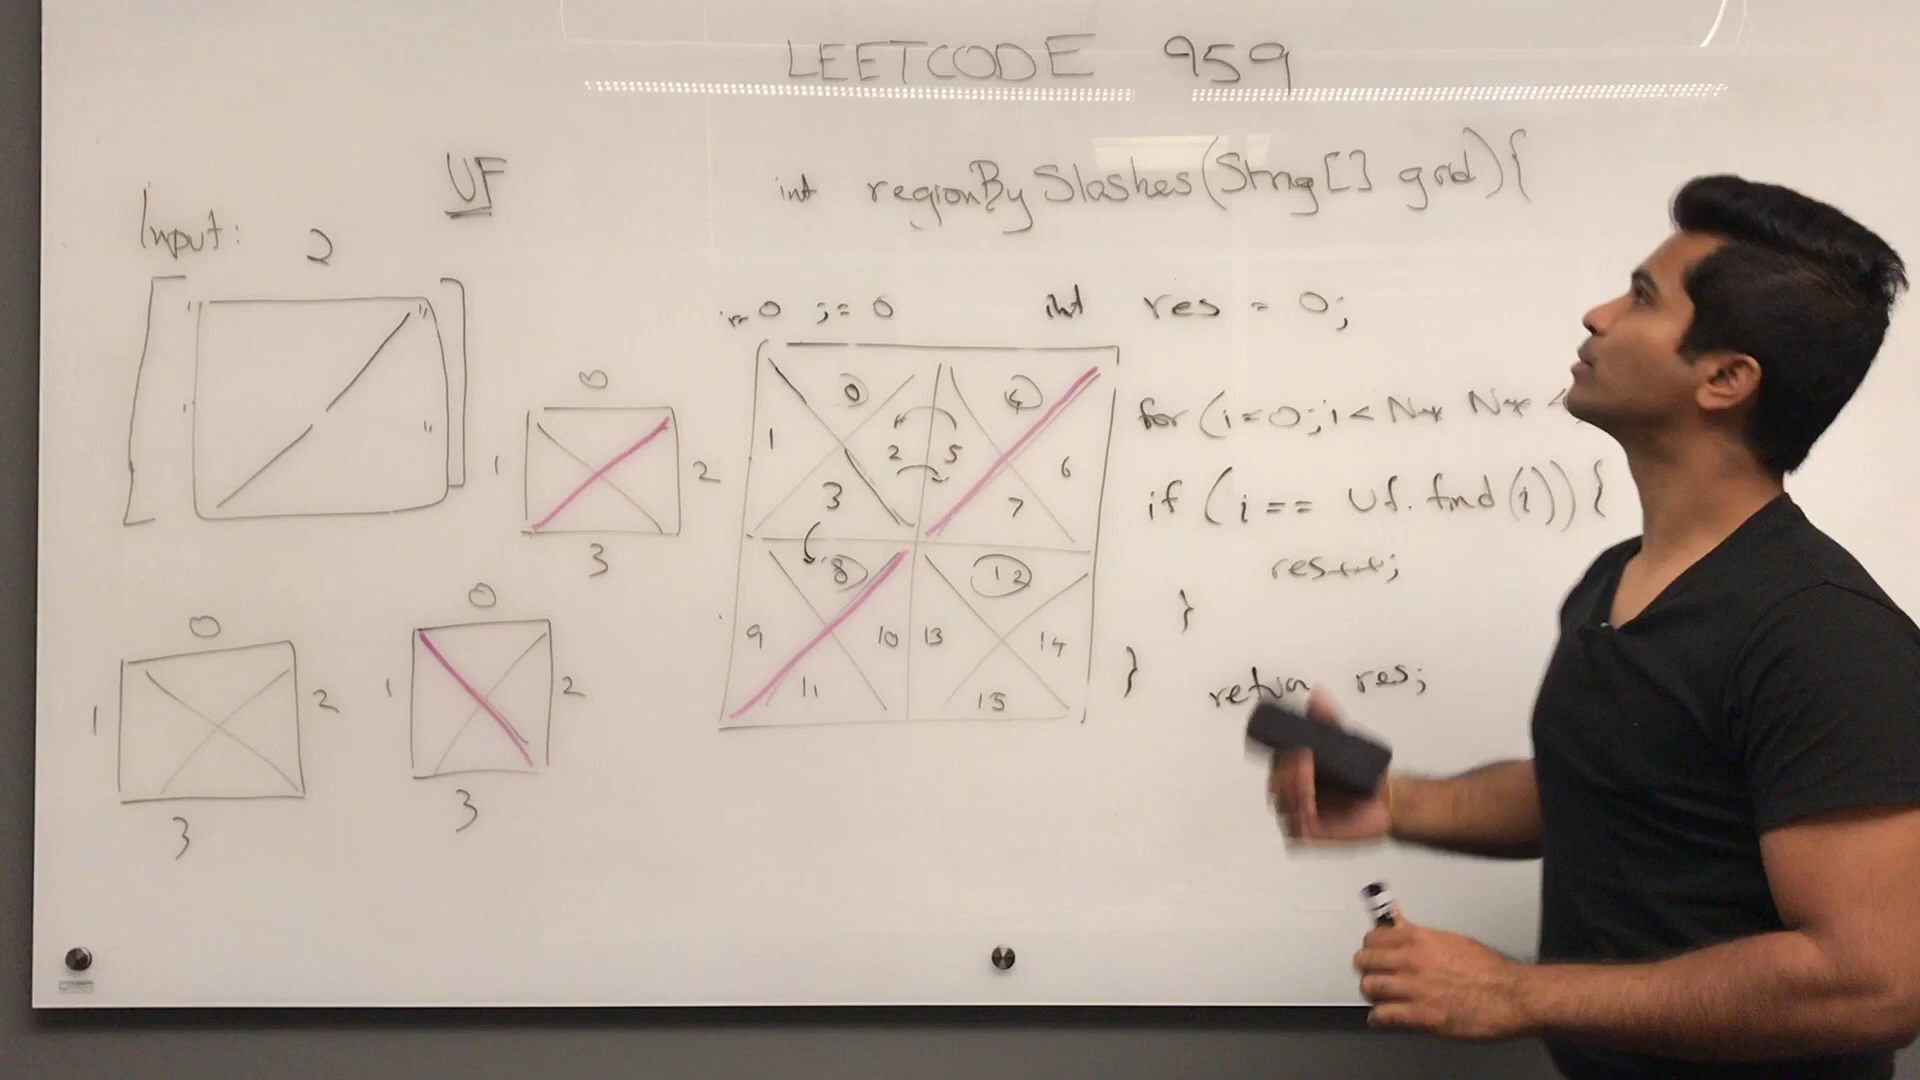 LEETCODE 959
UF
int regionBySlashes(String[] grid){
Input:
2
" "
" "
i=0 j=0
int res = 0;
for (i=0;i<N*N*
if (i == uf.find(i)){
res++;
}
return res;
}
0
1 2
3
0
1 2
3
0
1 2
3
0 4
1 2 5 6
3 7
8 12
9 10 13 14
11 15